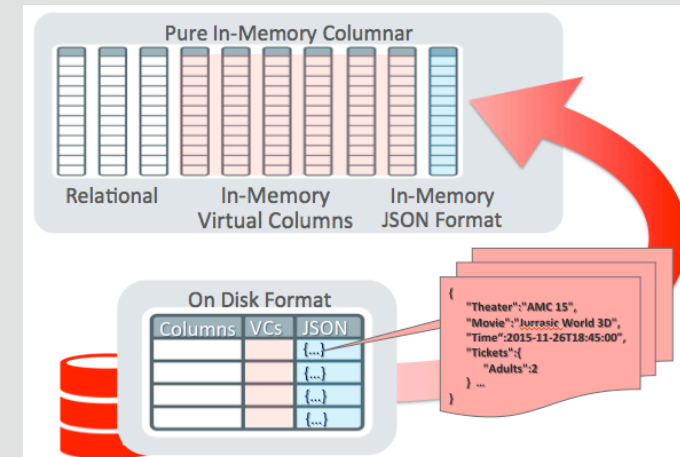 Pure In-Memory Columnar
Relational
In-Memory
Virtual Columns
In-Memory
JSON Format
On Disk Format
Columns VCs JSON
{...}
{...}
{...}
{...}
{
"Theater":"AMC 15",
"Movie":"Jurrasic World 3D",
"Time":2015-11-26T18:45:00",
"Tickets":{
"Adults":2
} ...
}